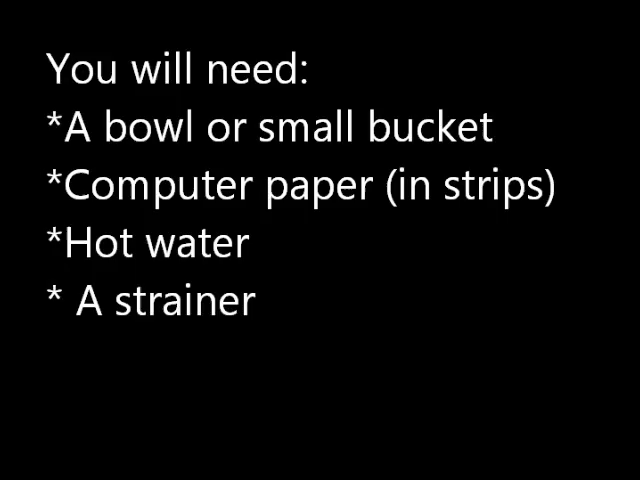 You will need:
*A bowl or small bucket
*Computer paper (in strips)
*Hot water
* A strainer